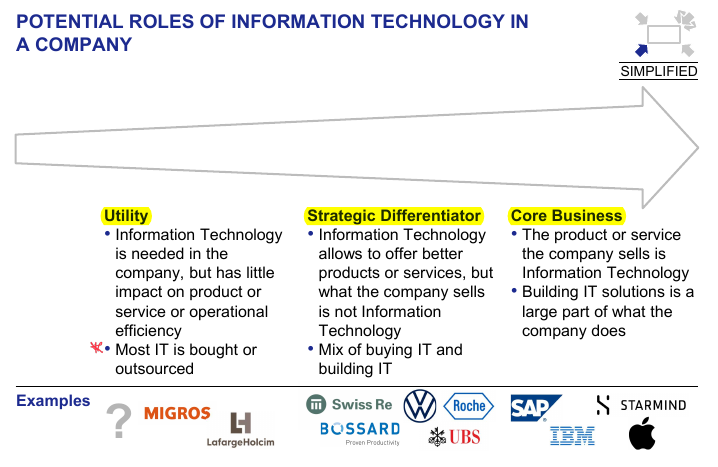 POTENTIAL ROLES OF INFORMATION TECHNOLOGY IN
A COMPANY
SIMPLIFIED
Utility
• Information Technology
is needed in the
company, but has little
impact on product or
service or operational
efficiency
• Most IT is bought or
outsourced
Strategic Differentiator
• Information Technology
allows to offer better
products or services, but
what the company sells
is not Information
Technology
• Mix of buying IT and
building IT
Core Business
• The product or service
the company sells is
Information Technology
• Building IT solutions is a
large part of what the
company does
Examples
?
MIGROS
LafargeHolcim
Swiss Re
BOSSARD
Proven Productivity
VW
Roche
UBS
SAP
IBM
STARMIND